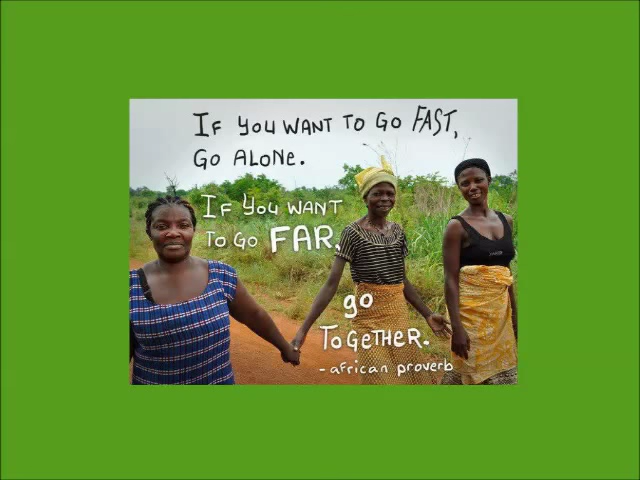 If you want to go FAST,
go alone.
If you want
to go FAR,
go
together.
- african proverb